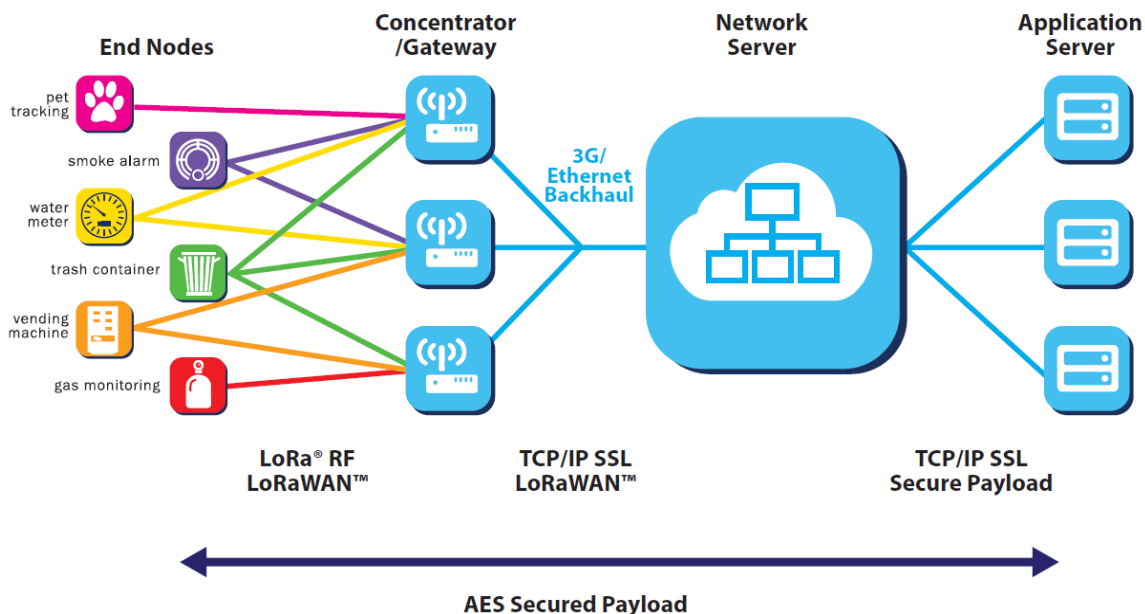 End Nodes
Concentrator
/Gateway
Network
Server
Application
Server
pet
tracking
smoke alarm
water
meter
trash container
vending
machine
gas monitoring
3G/
Ethernet
Backhaul
LoRa® RF
LoRaWAN™
TCP/IP SSL
LoRaWAN™
TCP/IP SSL
Secure Payload
AES Secured Payload